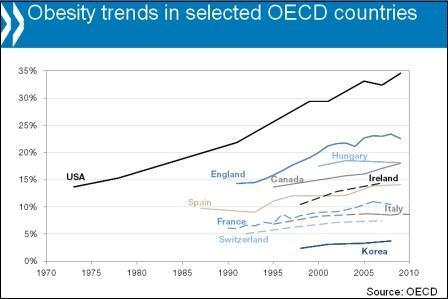 Obesity trends in selected OECD countries
35%
30%
25%
20%
15%
10%
5%
0%
USA
England
Hungary
Canada
Ireland
Spain
France
Italy
Switzerland
Korea
1970 1975 1980 1985 1990 1995 2000 2005 2010
Source: OECD